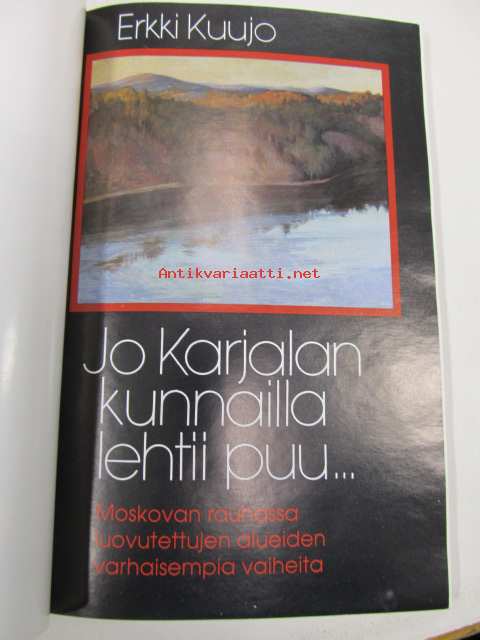 Erkki Kuujo
Antikvariaatti.net
Jo Karjalan
kunnailla
lehtii puu...
Moskovan rauhassa
luovutettujen alueiden
varhaisempia vaiheita